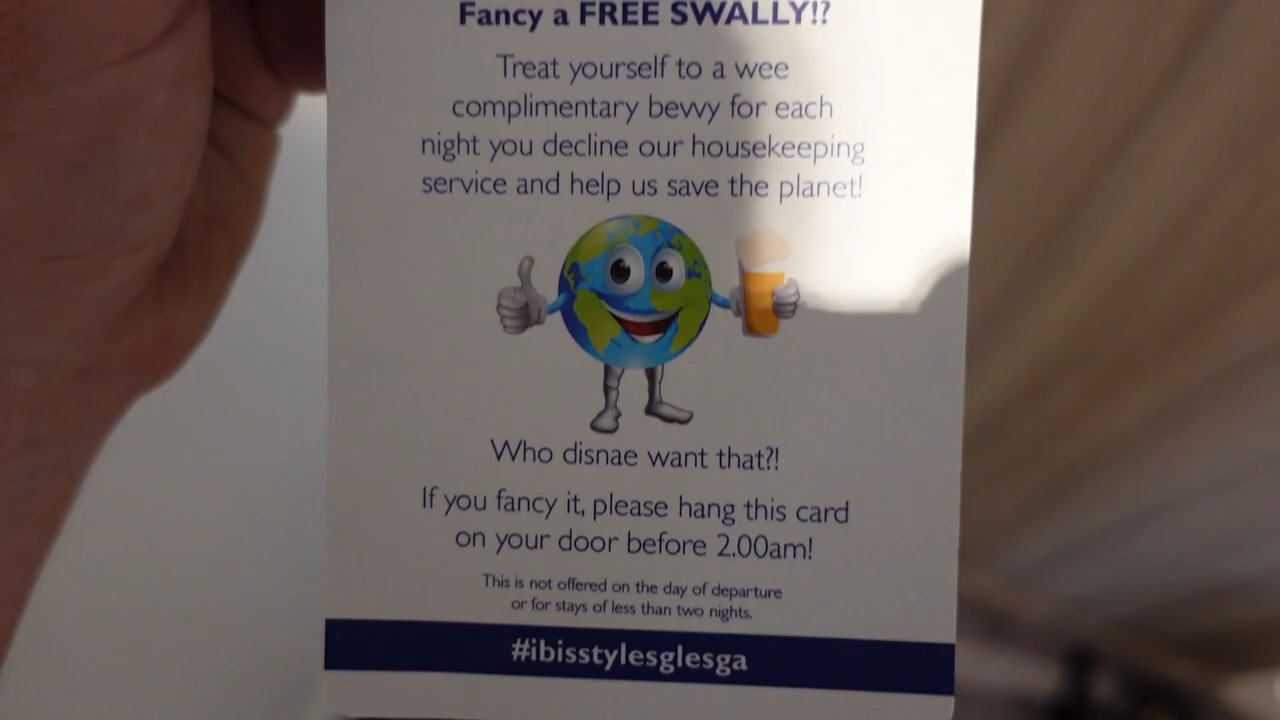 Fancy a FREE SWALLY!?
Treat yourself to a wee
complimentary bevvy for each
night you decline our housekeeping
service and help us save the planet!
Who disnae want that?!
If you fancy it, please hang this card
on your door before 2.00am!
This is not offered on the day of departure
or for stays of less than two nights.
#ibisstylesglesga